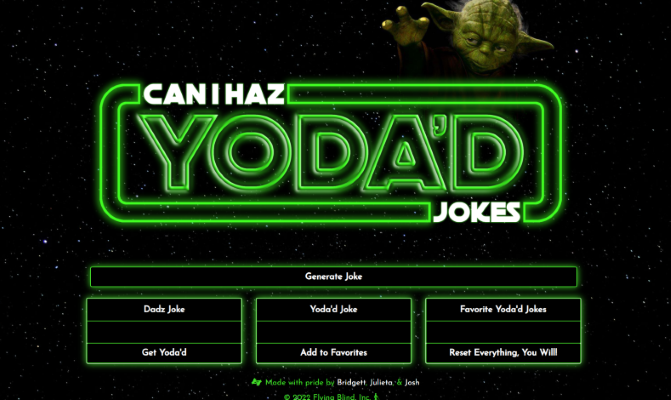 CAN I HAZ
YODA'D
JOKES
Generate Joke
Dadz Joke
Yoda'd Joke
Favorite Yoda'd Jokes
Get Yoda'd
Add to Favorites
Reset Everything, You Will!
Made with pride by Bridgett, Julieta, & Josh
© 2022 Flying Blind, Inc.